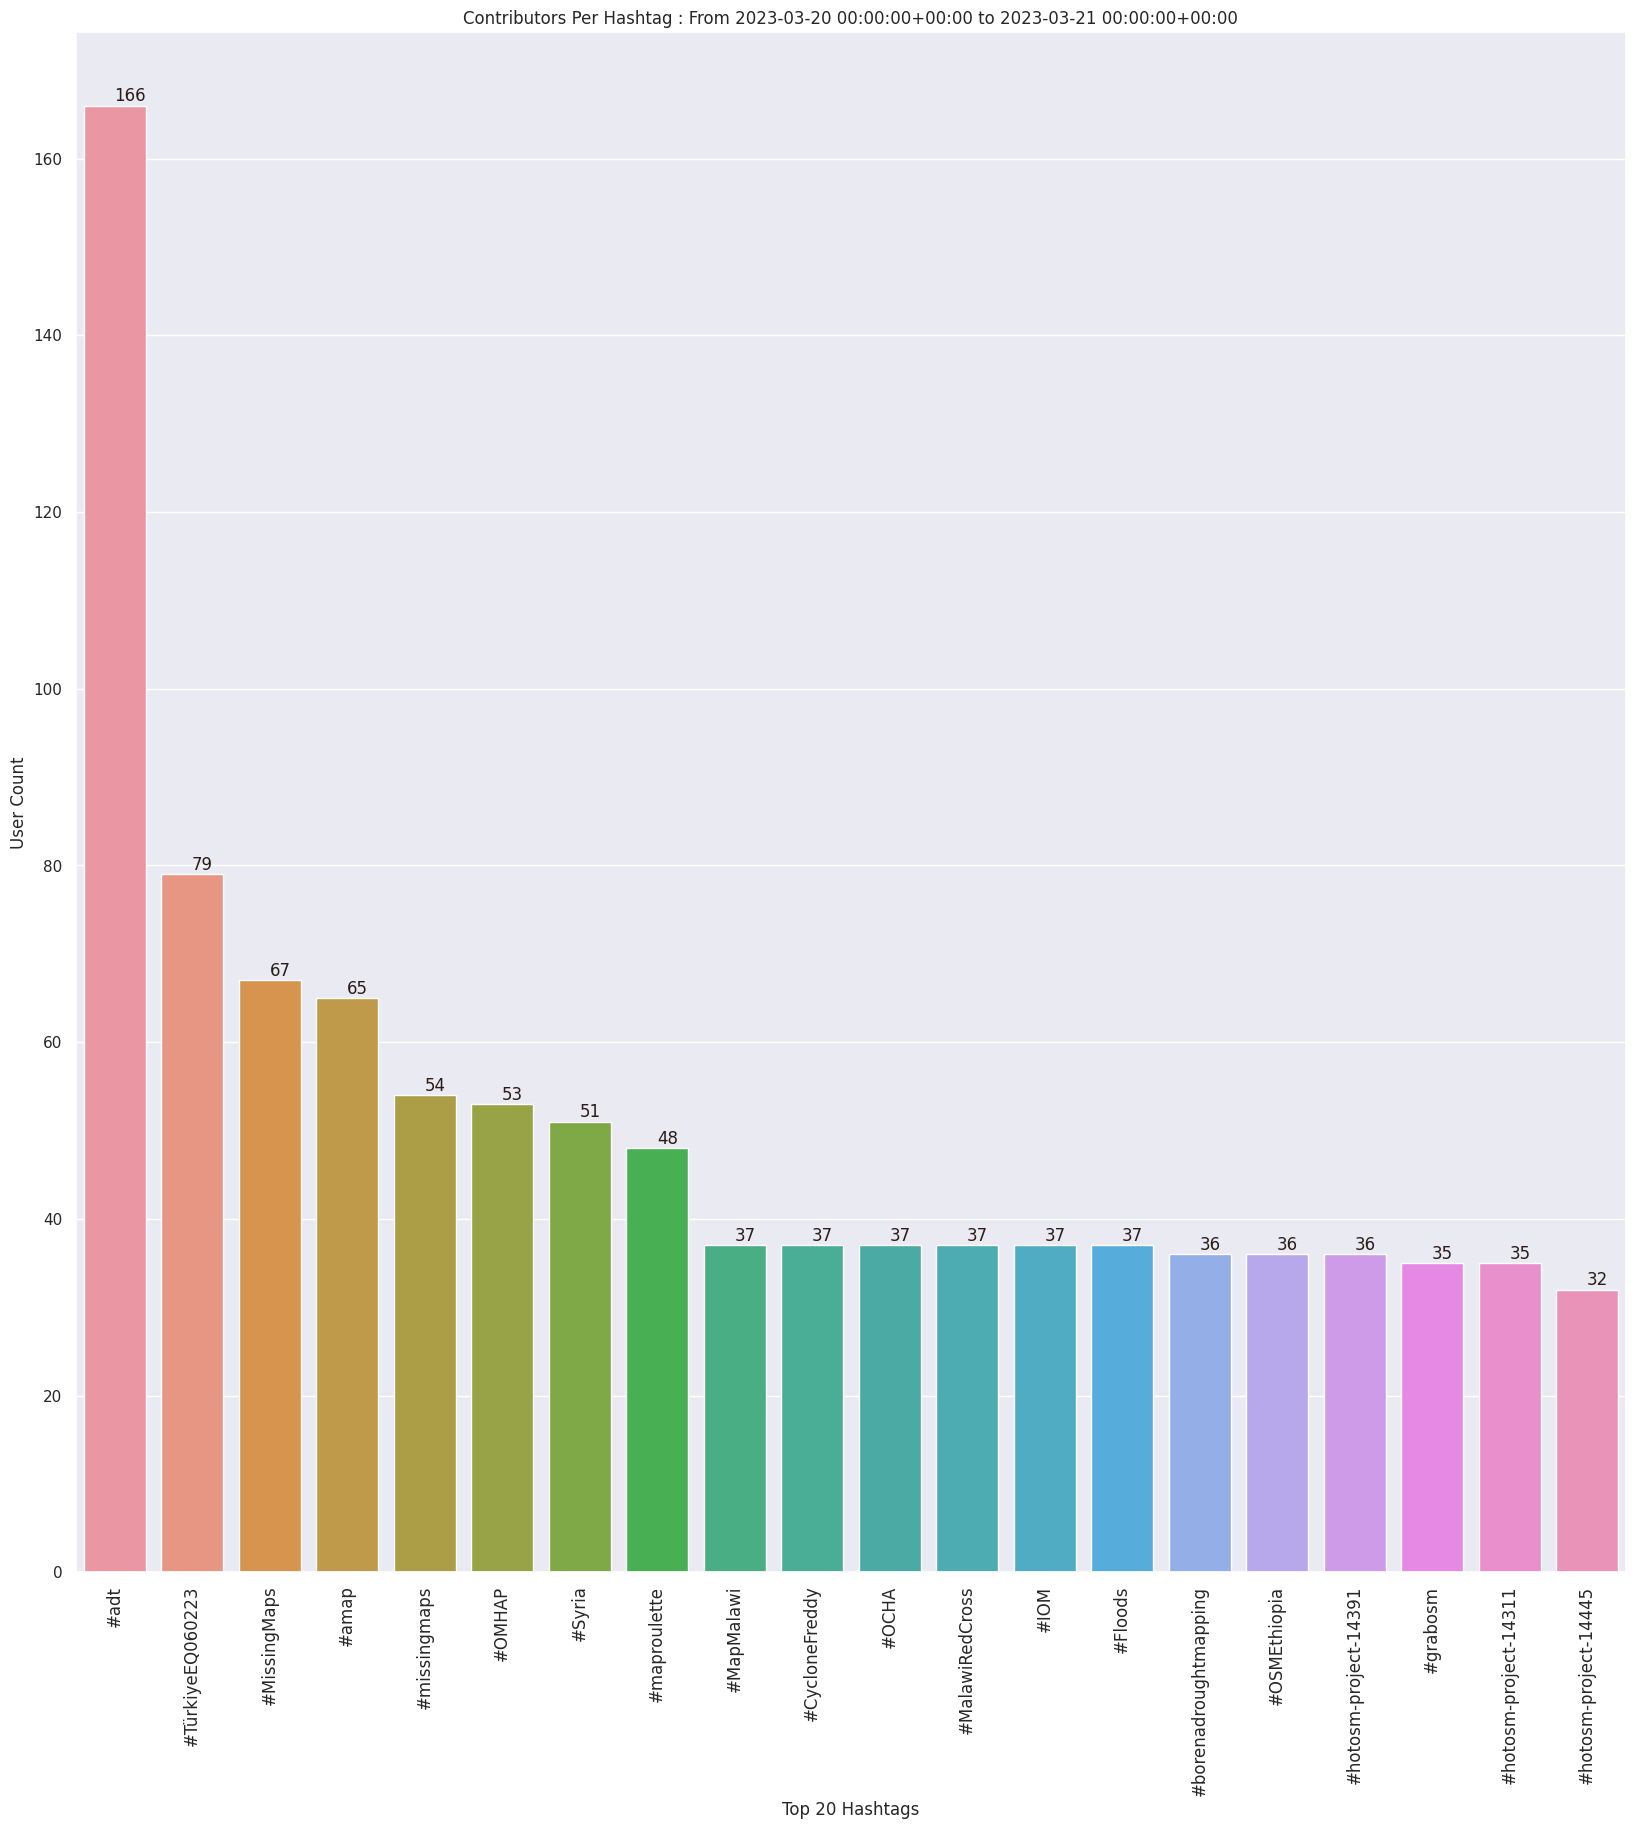 Contributors Per Hashtag : From 2023-03-20 00:00:00+00:00 to 2023-03-21 00:00:00+00:00
User Count
160
140
120
100
80
60
40
20
0
166
79
67
65
54
53
51
48
37
37
37
37
37
37
36
36
36
35
35
32
#adt
#TürkiyeEQ060223
#MissingMaps
#amap
#missingmaps
#OMHAP
#Syria
#maproulette
#MapMalawi
#CycloneFreddy
#OCHA
#MalawiRedCross
#IOM
#Floods
#borenadroughtmapping
#OSMEthiopia
#hotosm-project-14391
#grabosm
#hotosm-project-14311
#hotosm-project-14445
Top 20 Hashtags